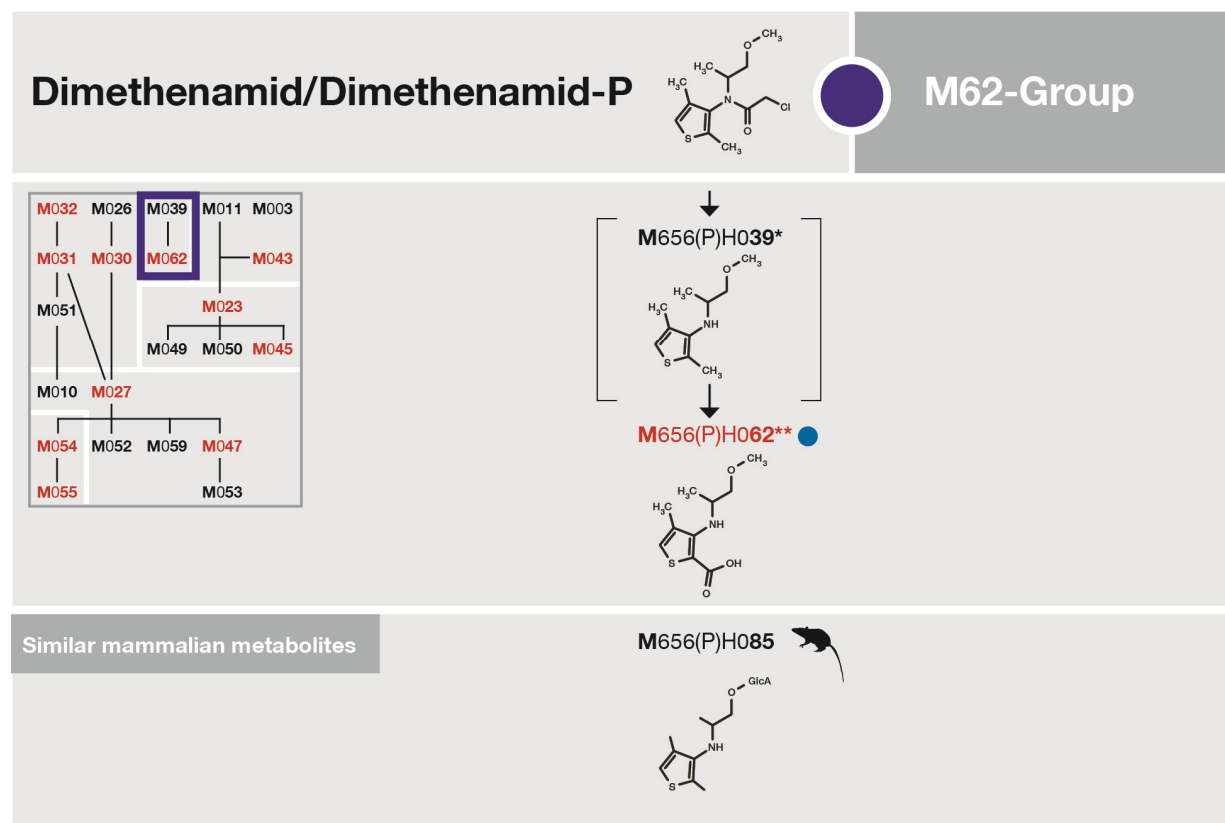 Dimethenamid/Dimethenamid-P
O CH₃
H₃C
H₃C
N
Cl
O
S
CH₃
M62-Group
M032 M026 M039 M011 M003
M031 M030 M062 M043
M051
M023
M049 M050 M045
M010 M027
M054 M052 M059 M047
M055 M053
M656(P)H039*
O CH₃
H₃C
H₃C
NH
S
CH₃
M656(P)H062**
O CH₃
H₃C
H₃C
NH
S
OH
O
Similar mammalian metabolites
M656(P)H085
O GlcA
NH
S